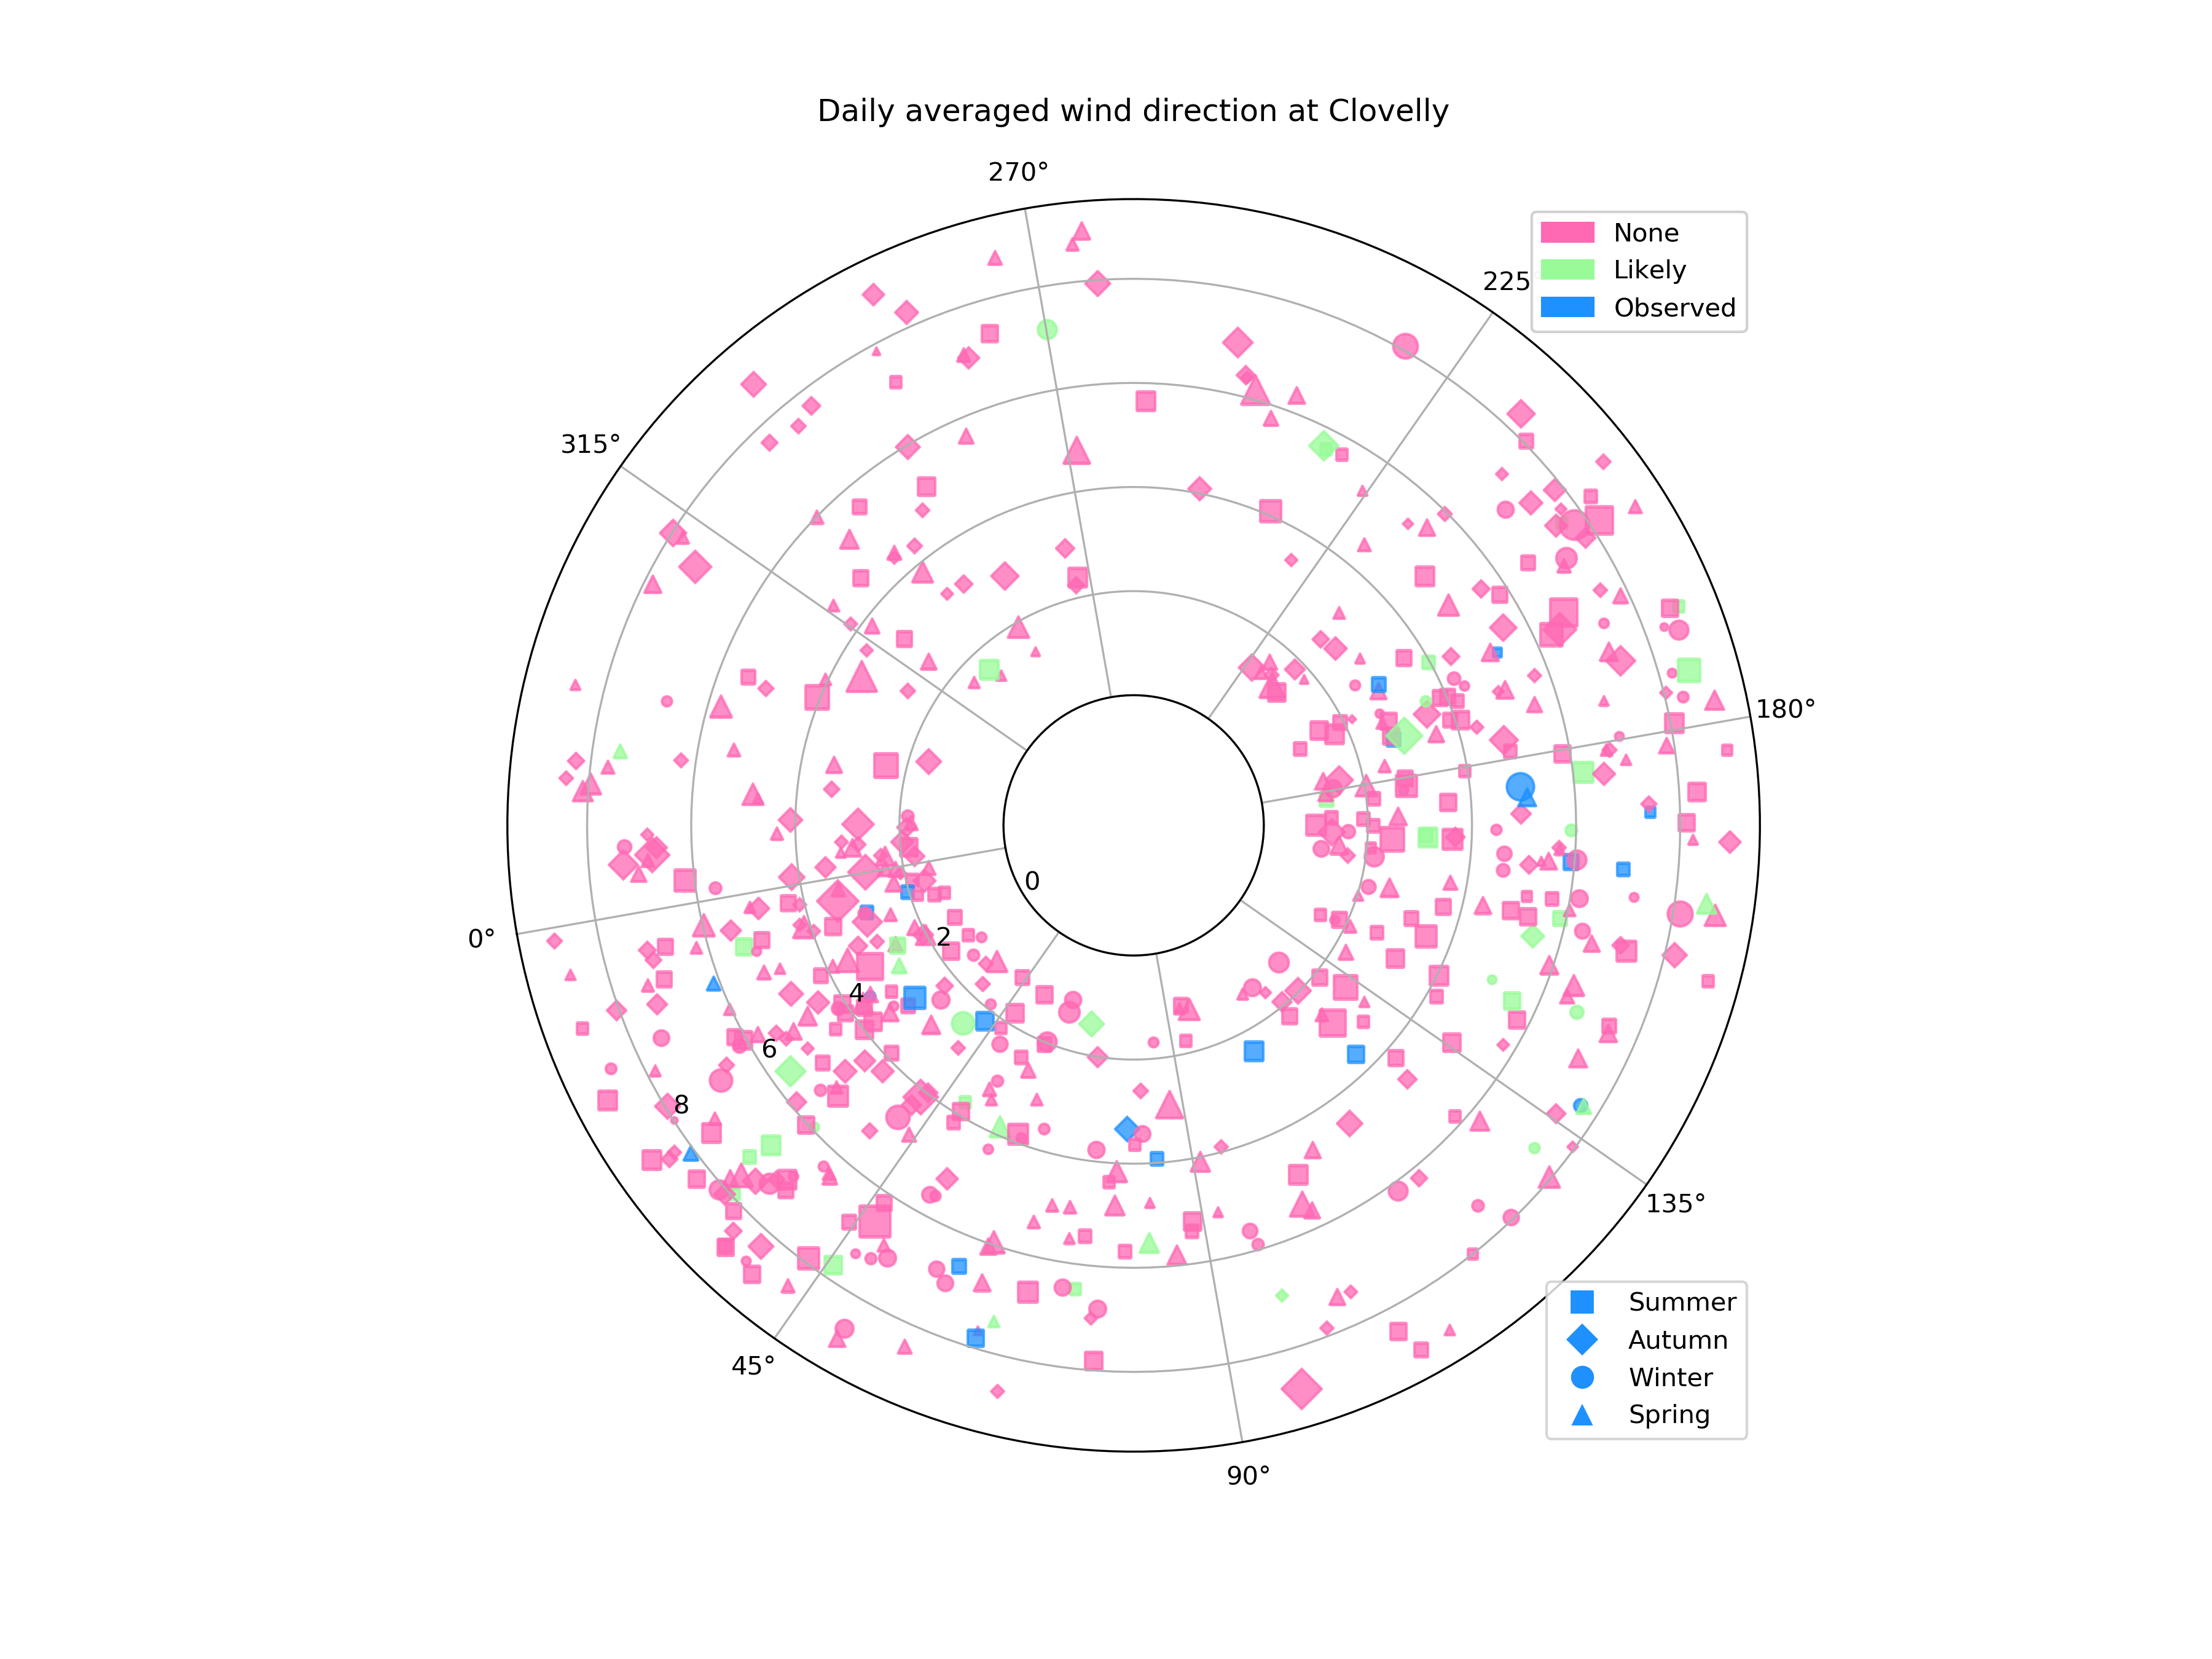 Daily averaged wind direction at Clovelly
270°
225
None
Likely
Observed
315°
180°
0°
0
2
4
6
8
135°
45°
90°
Summer
Autumn
Winter
Spring